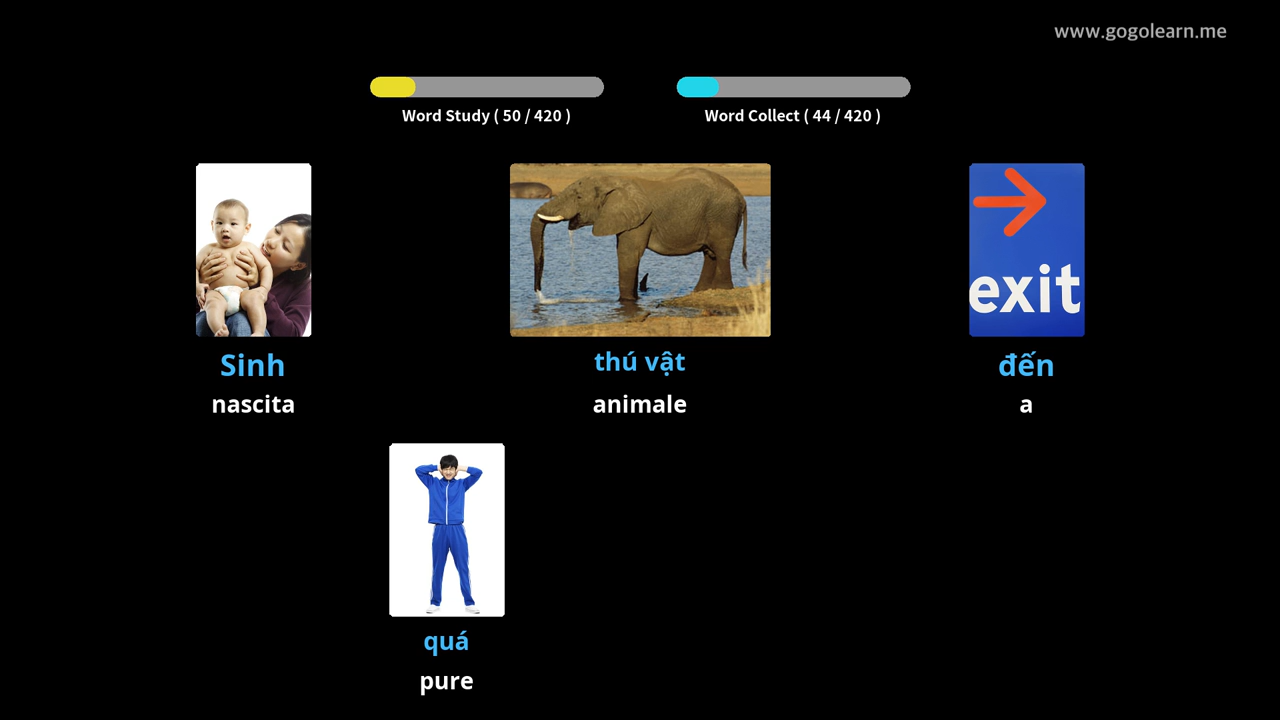 www.gogolearn.me
Word Study ( 50 / 420 )
Word Collect ( 44 / 420 )
exit
Sinh
thú vật
đến
nascita
animale
a
quá
pure